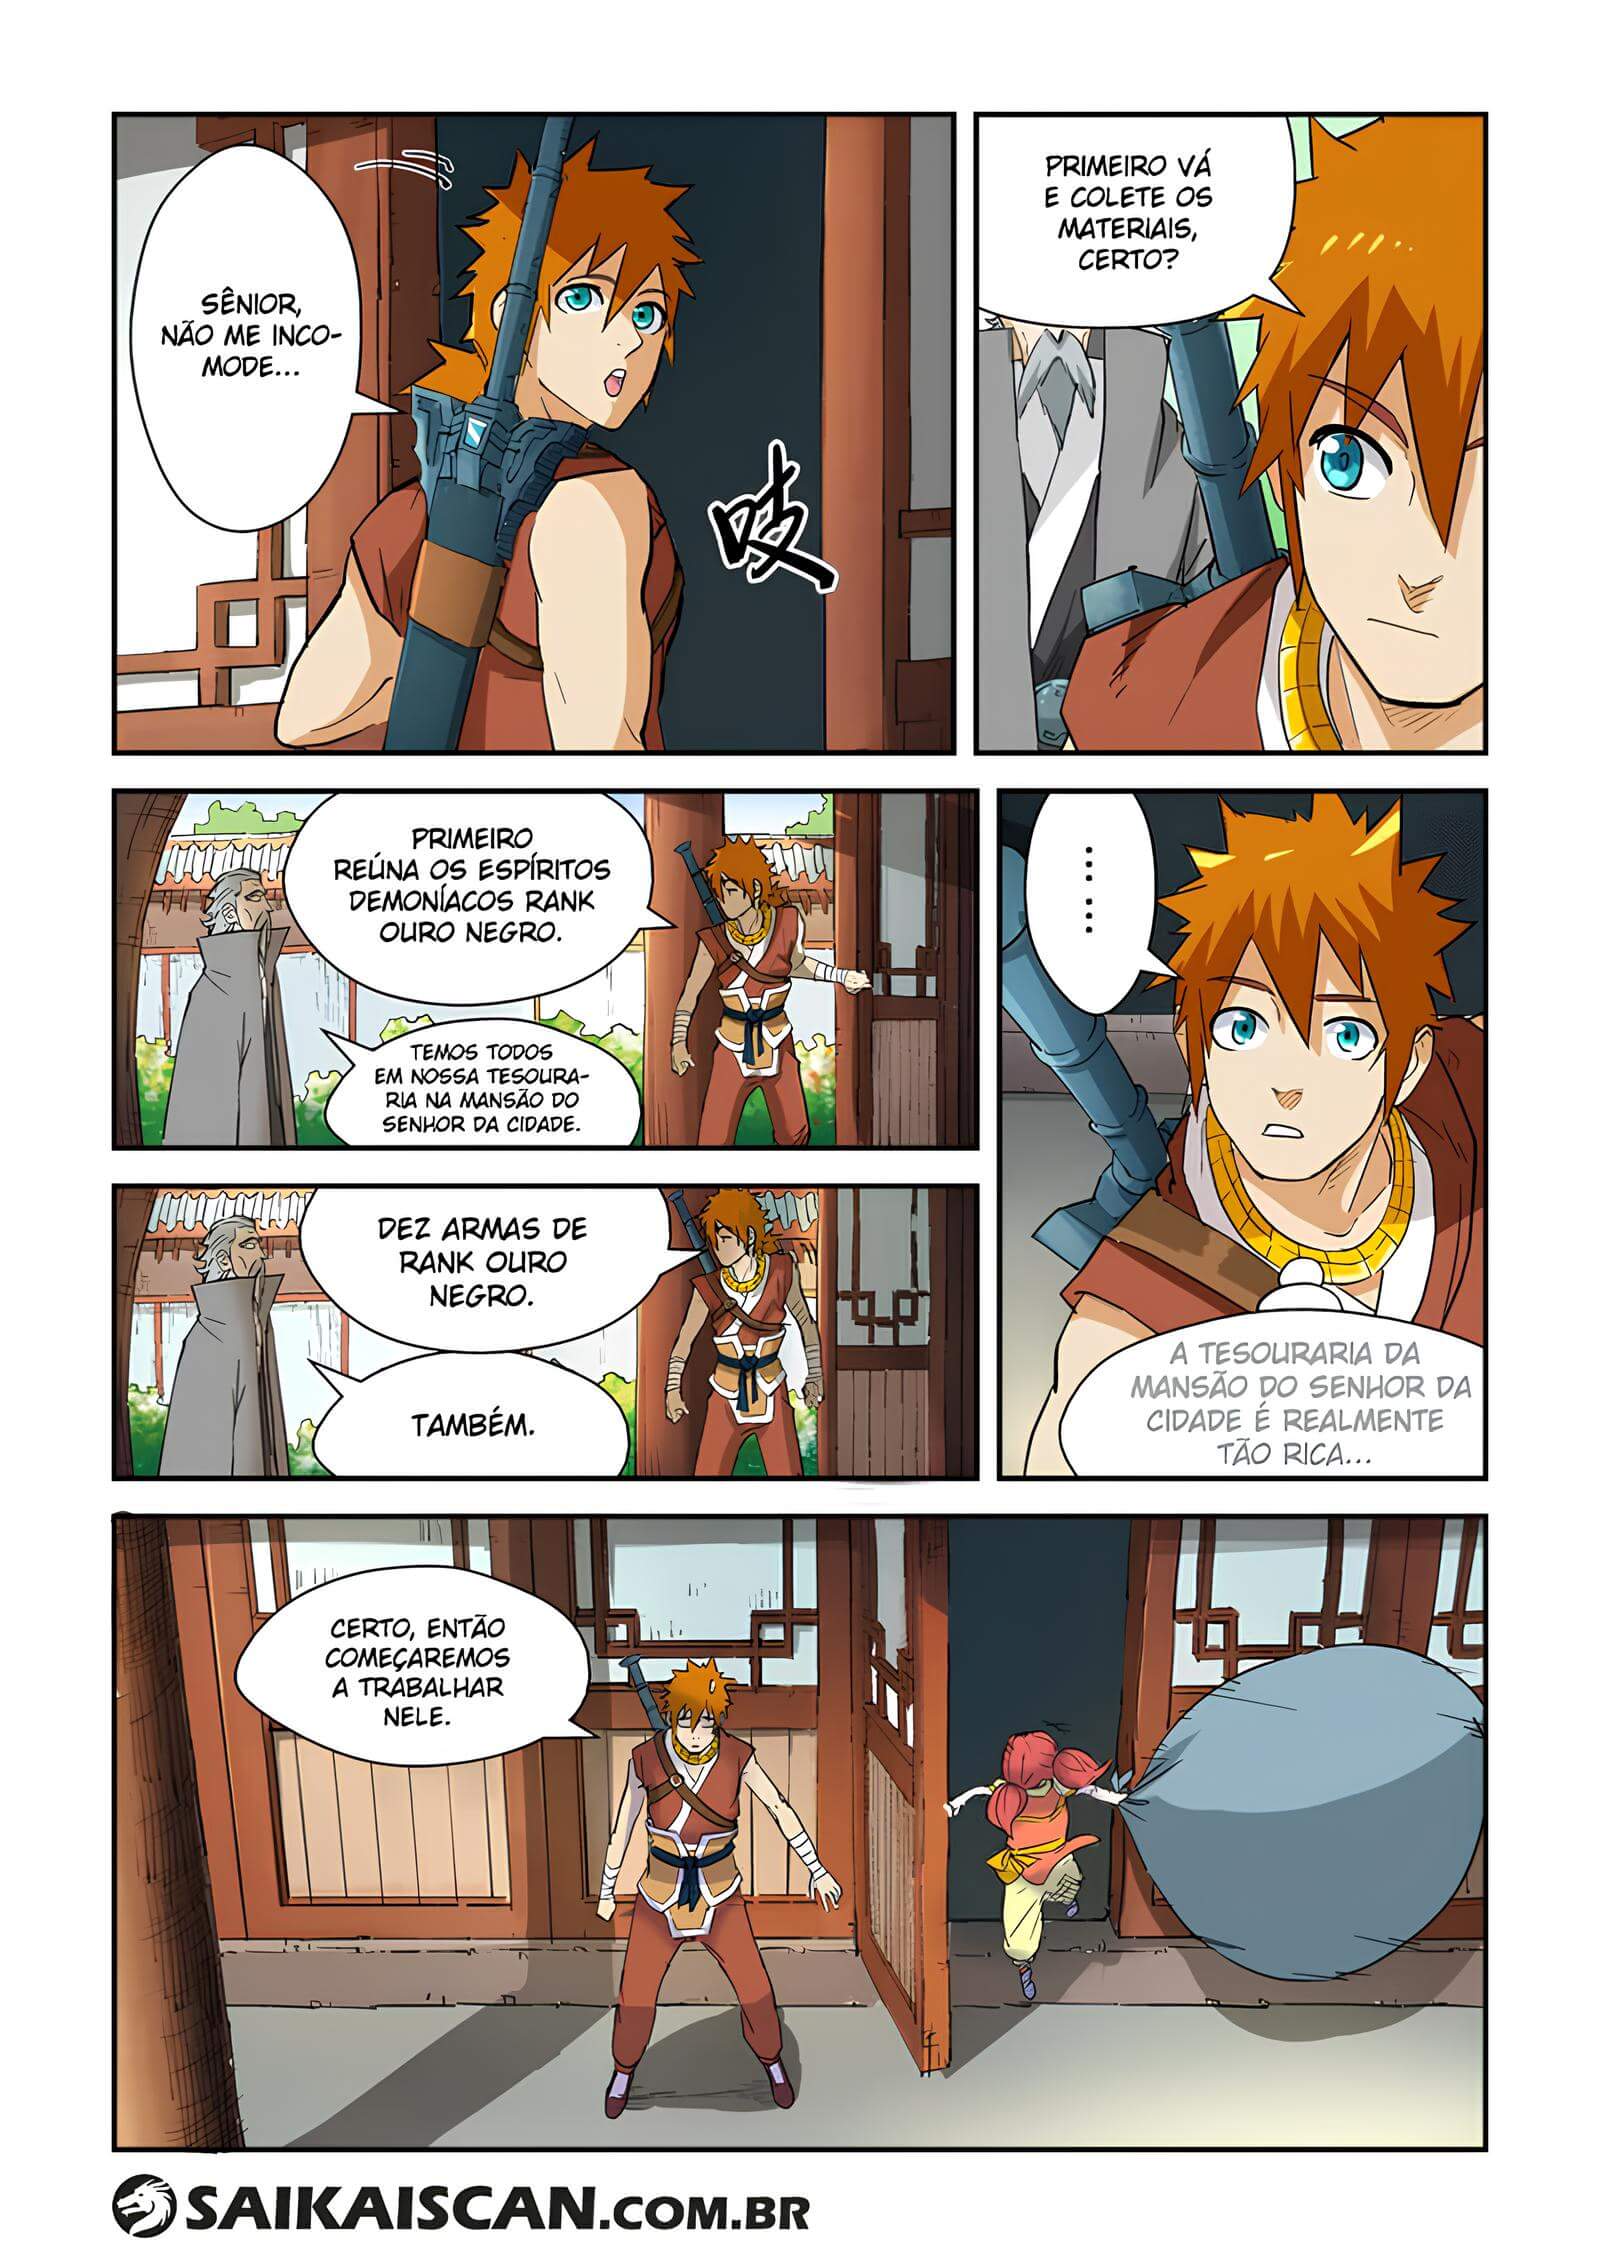 SÊNIOR,
NÃO ME INCO-
MODE...
吱
PRIMEIRO VÁ
E COLETE OS
MATERIAIS,
CERTO?
PRIMEIRO
REÚNA OS ESPÍRITOS
DEMONÍACOS RANK
OURO NEGRO.
TEMOS TODOS
EM NOSSA TESOURA-
RIA NA MANSÃO DO
SENHOR DA CIDADE.
DEZ ARMAS DE
RANK OURO
NEGRO.
TAMBÉM.
......
A TESOURARIA DA
MANSÃO DO SENHOR DA
CIDADE É REALMENTE
TÃO RICA...
CERTO, ENTÃO
COMEÇAREMOS
A TRABALHAR
NELE.
SAIKAISCAN.COM.BR